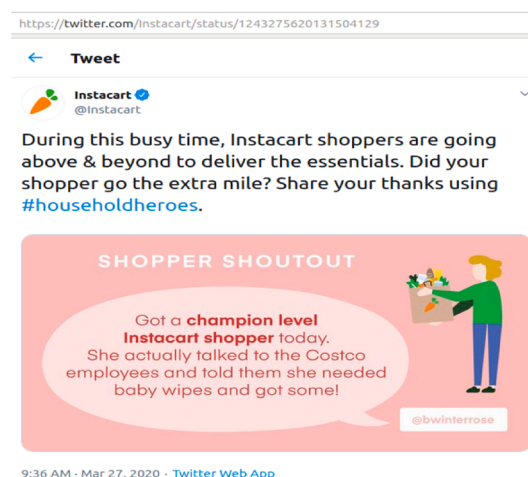 https://twitter.com/Instacart/status/1243275620131504129
← Tweet
Instacart
@Instacart
During this busy time, Instacart shoppers are going
above & beyond to deliver the essentials. Did your
shopper go the extra mile? Share your thanks using
#householdheroes.
SHOPPER SHOUTOUT
Got a champion level
Instacart shopper today.
She actually talked to the Costco
employees and told them she needed
baby wipes and got some!
@bwinterrose
9:36 AM · Mar 27, 2020 · Twitter Web App